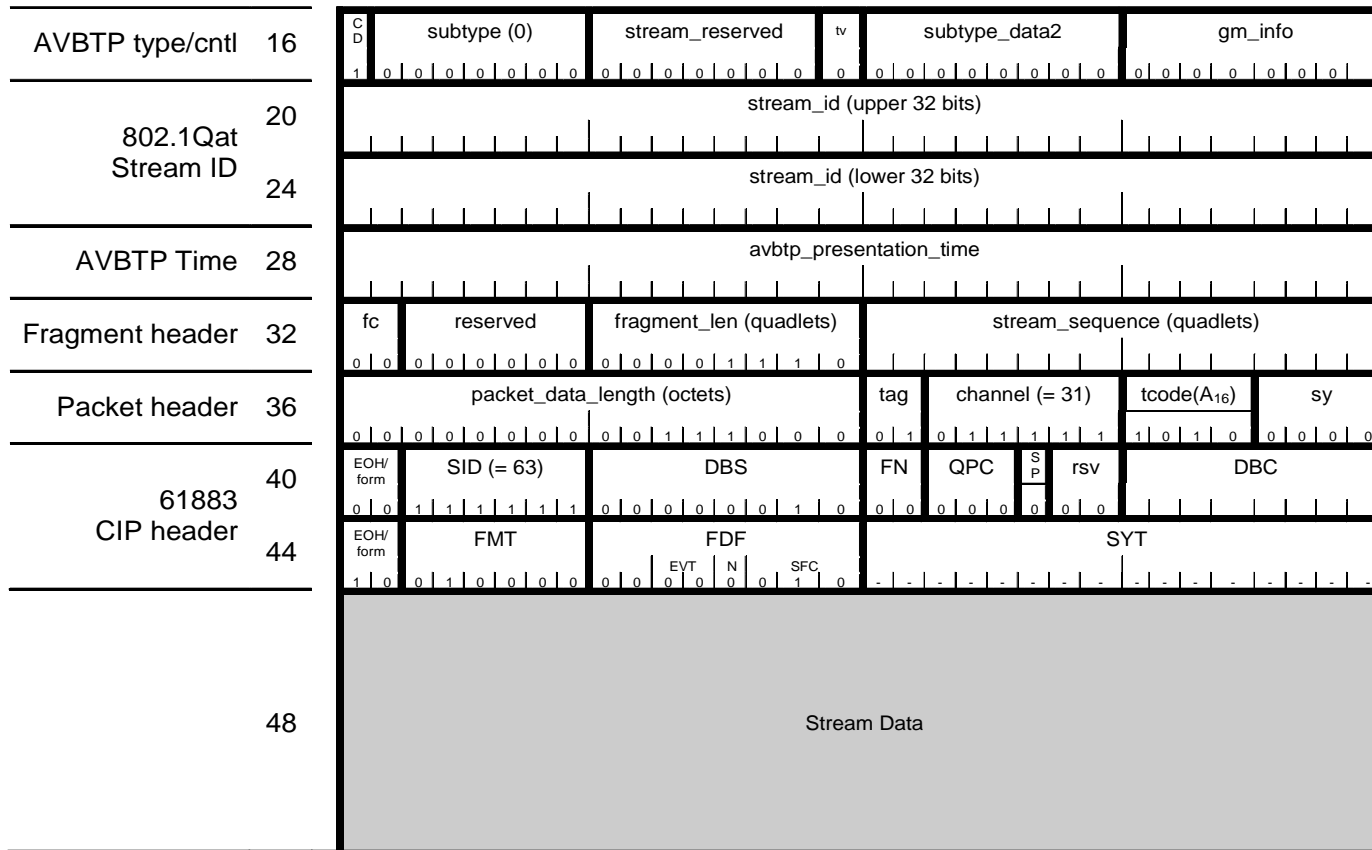 AVBTP type/cntl 16 CD subtype (0) stream_reserved tv subtype_data2 gm_info
1 0 0 0 0 0 0 0 0 0 0 0 0 0 0 0 0 0 0 0 0 0 0 0 0 0 0 0 0 0 0
20 stream_id (upper 32 bits)
802.1Qat
Stream ID
24 stream_id (lower 32 bits)
AVBTP Time 28 avbtp_presentation_time
Fragment header 32 fc reserved fragment_len (quadlets) stream_sequence (quadlets)
0 0 0 0 0 0 0 0 0 0 0 0 1 1 1 0
Packet header 36 packet_data_length (octets) tag channel (= 31) tcode(A16) sy
0 0 0 0 0 0 0 0 0 0 1 1 1 0 0 0 0 1 0 1 1 1 1 1 1 0 1 0 0 0 0 0
40 EOH/ form SID (= 63) DBS FN QPC SP rsv DBC
0 0 1 1 1 1 1 1 0 0 0 0 0 0 1 0 0 0 0 0 0 0 0 0
61883
CIP header
44 EOH/ form FMT FDF SYT
EVT N SFC
1 0 0 1 0 0 0 0 0 0 0 0 0 0 1 0 - - - - - - - - - - - - - - - -
48 Stream Data